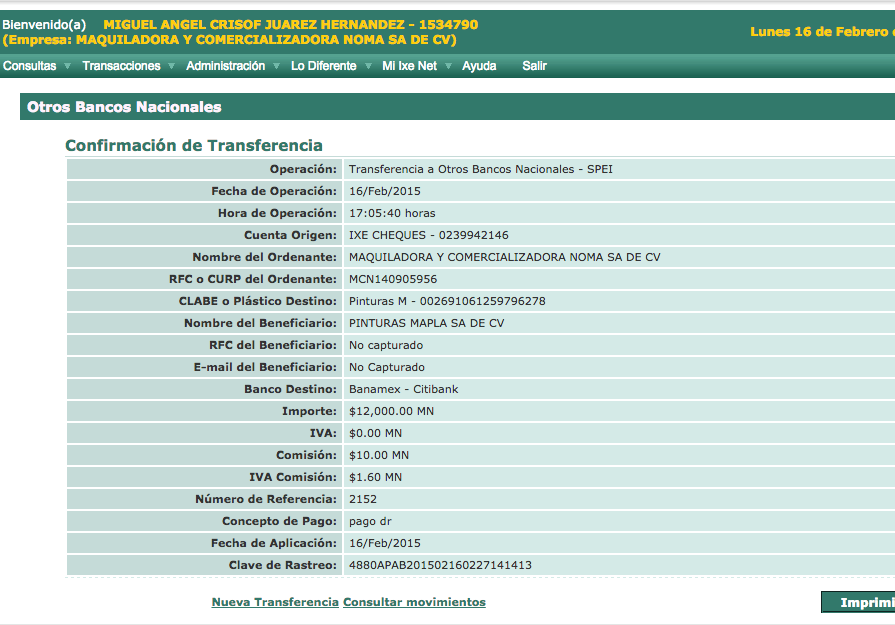 Bienvenido(a) MIGUEL ANGEL CRISOF JUAREZ HERNANDEZ - 1534790
(Empresa: MAQUILADORA Y COMERCIALIZADORA NOMA SA DE CV)
Lunes 16 de Febrero
Consultas Transacciones Administración Lo Diferente Mi Ixe Net Ayuda Salir
Otros Bancos Nacionales
Confirmación de Transferencia
Operación: Transferencia a Otros Bancos Nacionales - SPEI
Fecha de Operación: 16/Feb/2015
Hora de Operación: 17:05:40 horas
Cuenta Origen: IXE CHEQUES - 0239942146
Nombre del Ordenante: MAQUILADORA Y COMERCIALIZADORA NOMA SA DE CV
RFC o CURP del Ordenante: MCN140905956
CLABE o Plástico Destino: Pinturas M - 002691061259796278
Nombre del Beneficiario: PINTURAS MAPLA SA DE CV
RFC del Beneficiario: No capturado
E-mail del Beneficiario: No Capturado
Banco Destino: Banamex - Citibank
Importe: $12,000.00 MN
IVA: $0.00 MN
Comisión: $10.00 MN
IVA Comisión: $1.60 MN
Número de Referencia: 2152
Concepto de Pago: pago dr
Fecha de Aplicación: 16/Feb/2015
Clave de Rastreo: 4880APAB201502160227141413
Nueva Transferencia Consultar movimientos
Imprimi